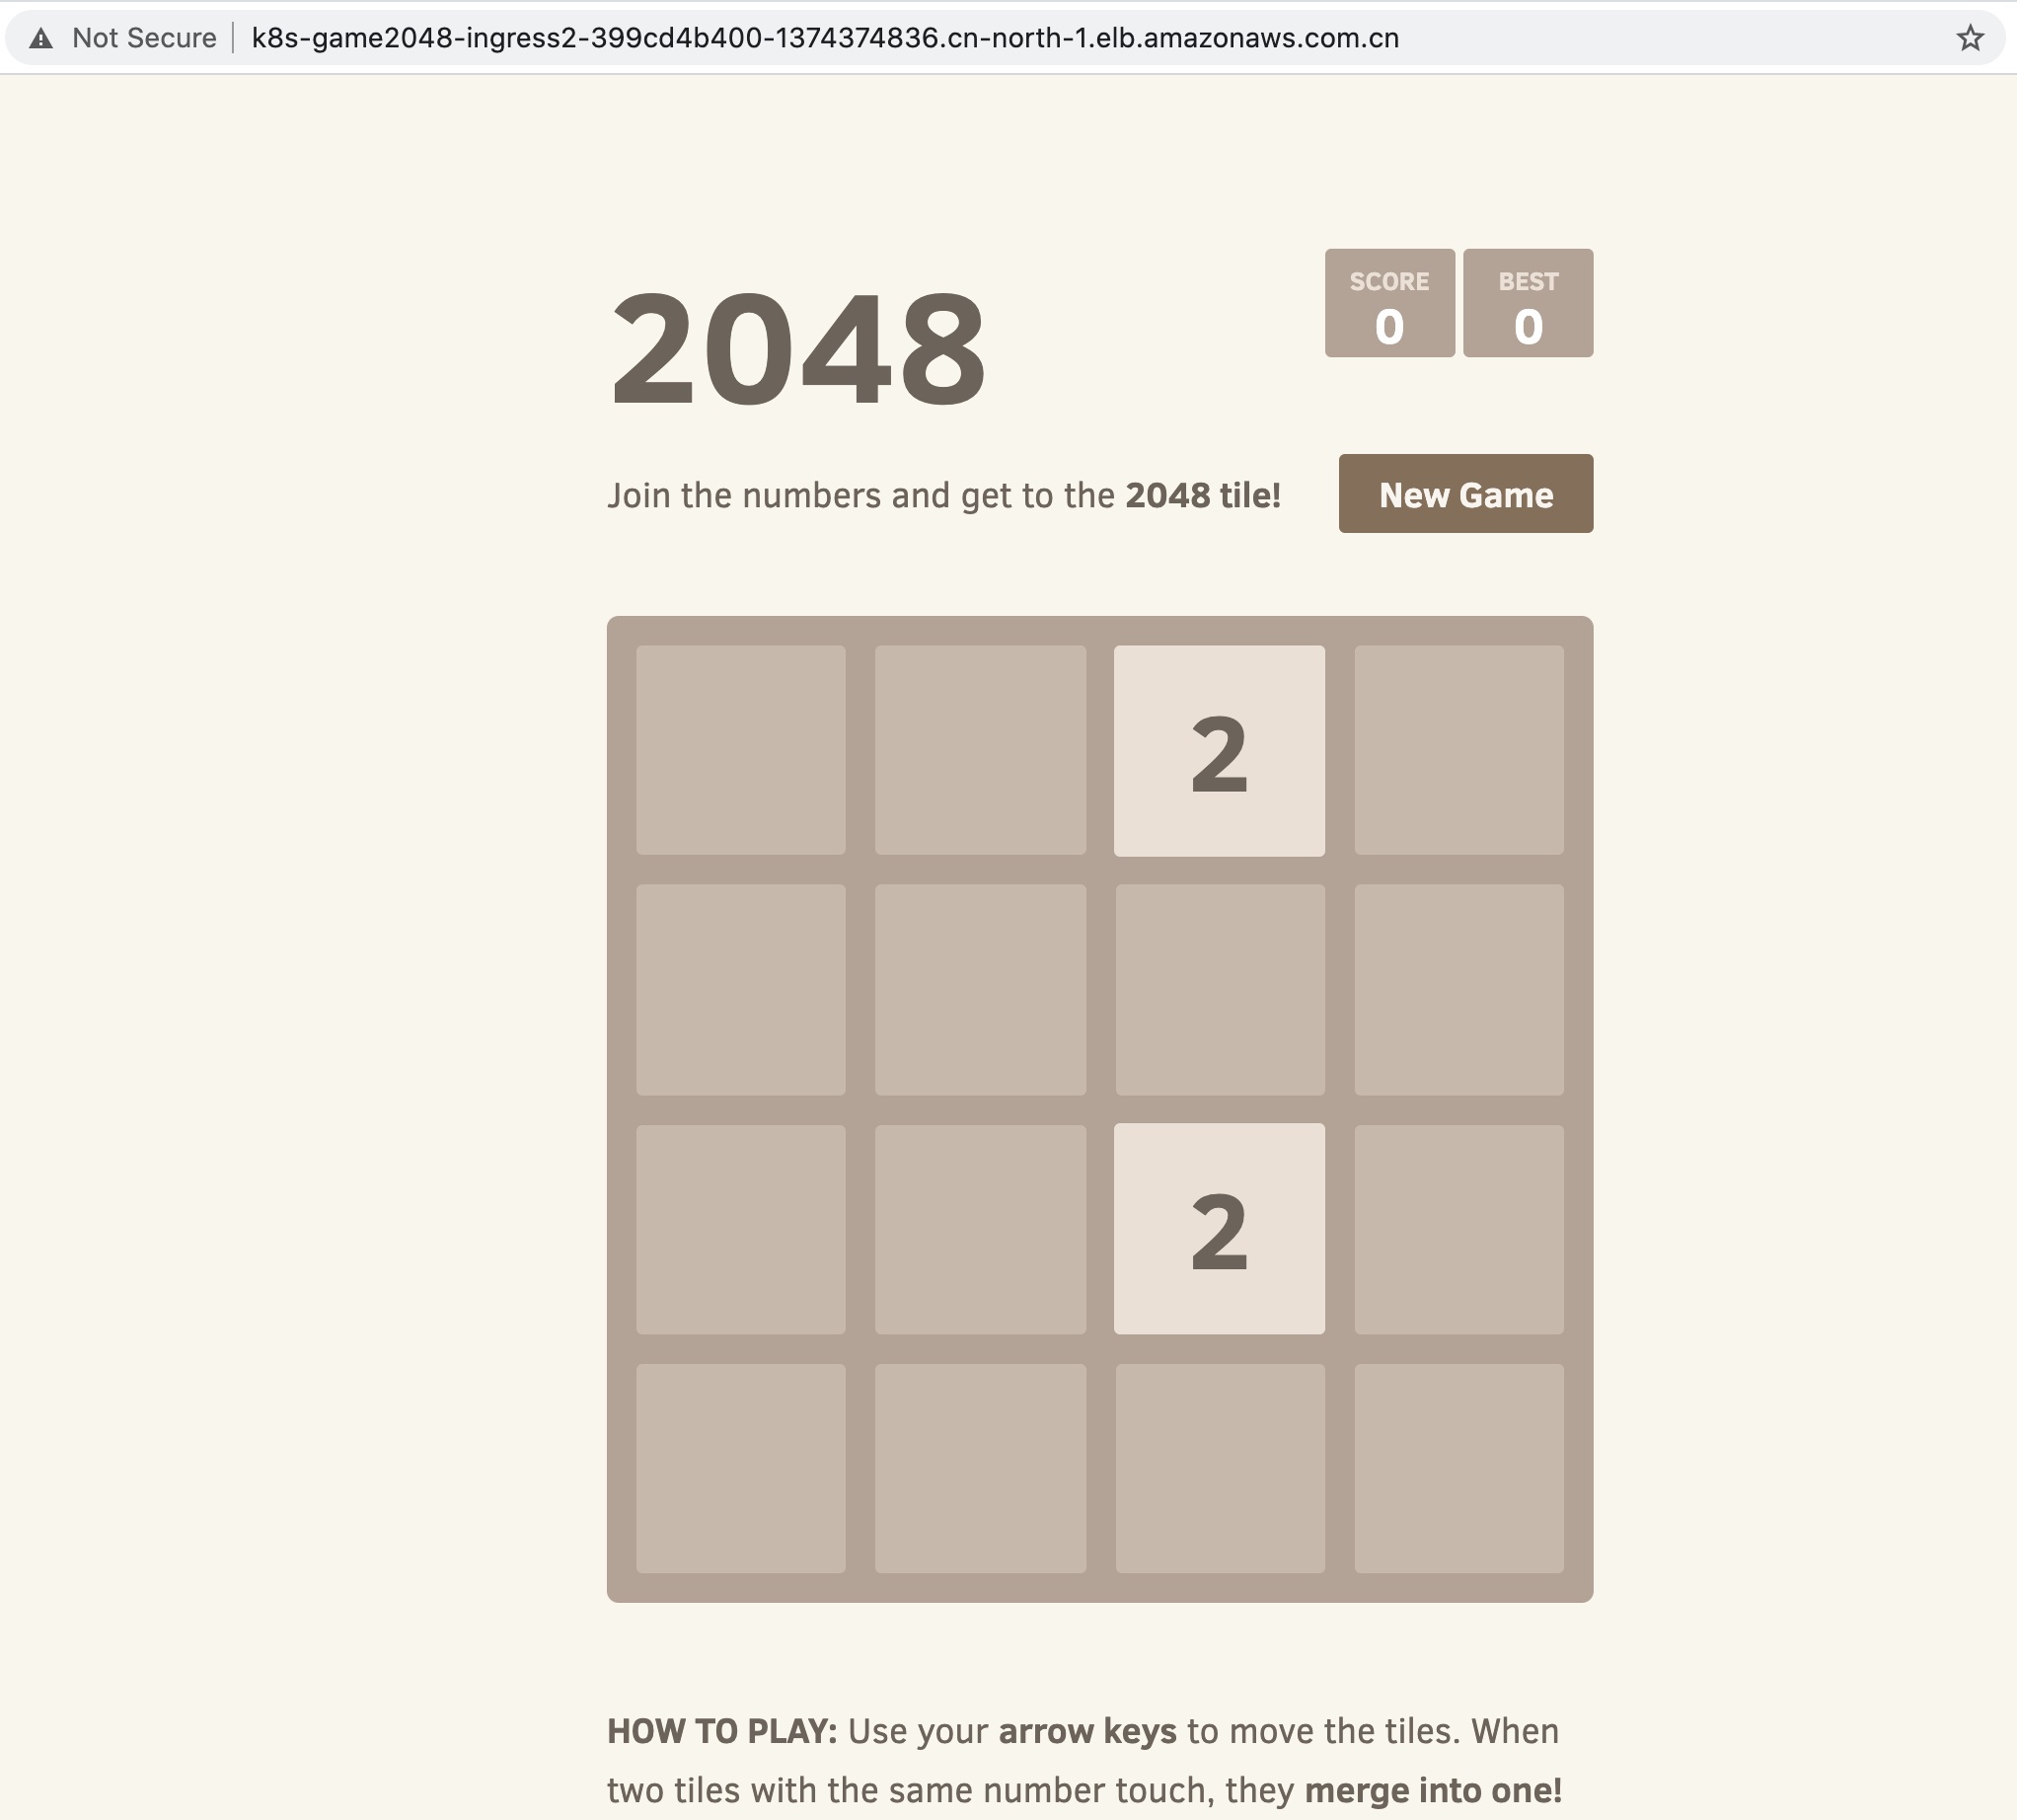 Not Secure k8s-game2048-ingress2-399cd4b400-1374374836.cn-north-1.elb.amazonaws.com.cn
2048
SCORE
0
BEST
0
Join the numbers and get to the 2048 tile!
New Game
2
2
HOW TO PLAY: Use your arrow keys to move the tiles. When
two tiles with the same number touch, they merge into one!